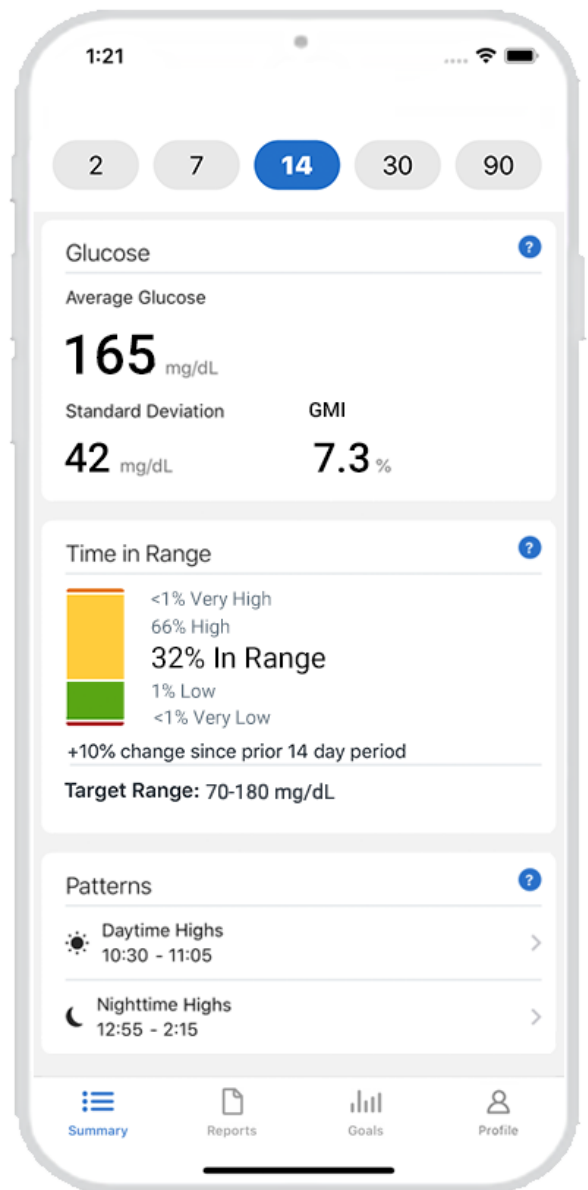 1:21
2 7 14 30 90
Glucose ?
Average Glucose
165 mg/dL
Standard Deviation GMI
42 mg/dL 7.3 %
Time in Range ?
<1% Very High
66% High
32% In Range
1% Low
<1% Very Low
+10% change since prior 14 day period
Target Range: 70-180 mg/dL
Patterns ?
Daytime Highs
10:30 - 11:05
Nighttime Highs
12:55 - 2:15
Summary Reports Goals Profile